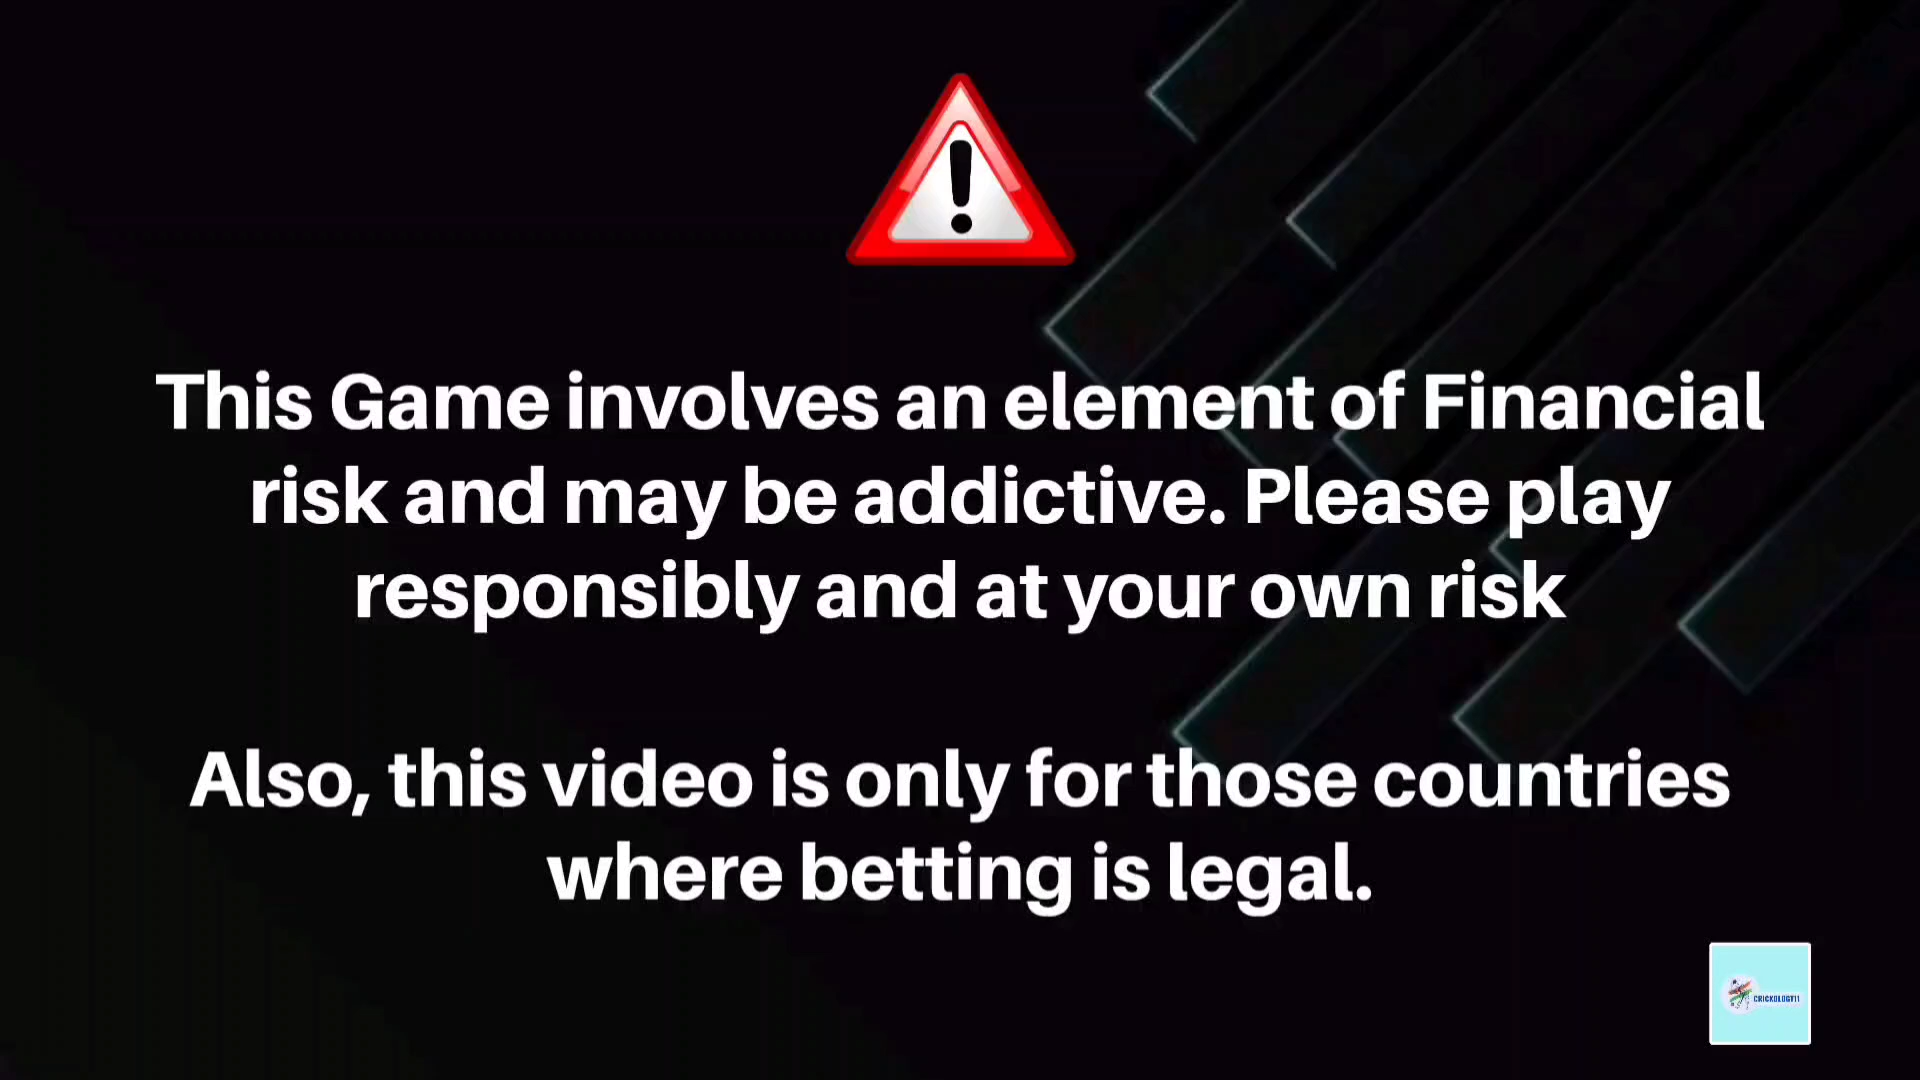 This Game involves an element of Financial
risk and may be addictive. Please play
responsibly and at your own risk
Also, this video is only for those countries
where betting is legal.
CRICKOLOGY11